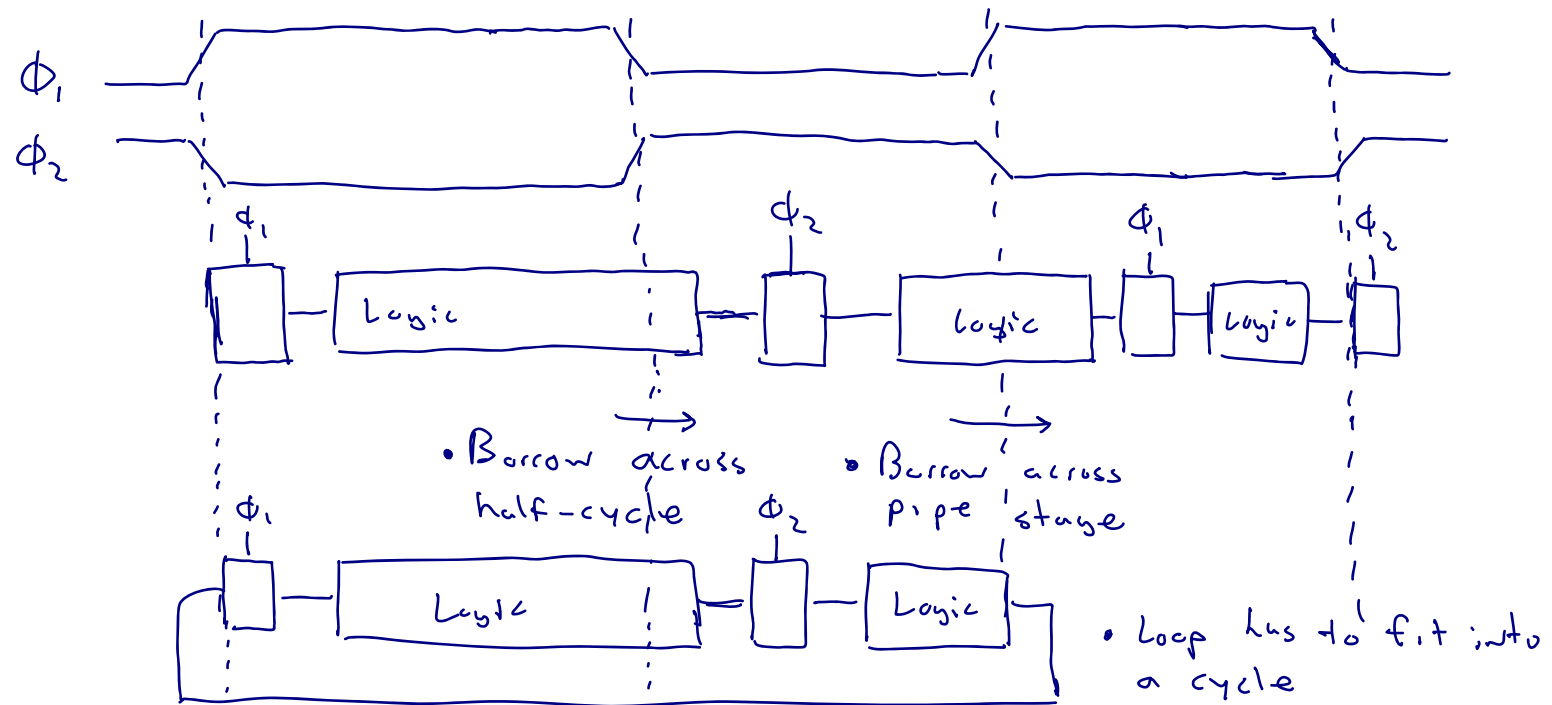 Φ₁
Φ₂
Φ₁
Φ₂
Φ₁
Φ₂
Logic
Logic
Logic
• Borrow across
half-cycle
• Borrow across
pipe stage
Φ₁
Φ₂
Logic
Logic
• Loop has to fit into
a cycle